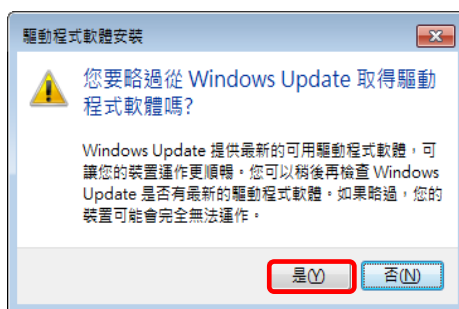 驅動程式軟體安裝
您要略過從 Windows Update 取得驅動
程式軟體嗎?
Windows Update 提供最新的可用驅動程式軟體，可
讓您的裝置運作更順暢。您可以稍後再檢查 Windows
Update 是否有最新的驅動程式軟體。如果略過，您的
裝置可能會完全無法運作。
是(Y) 否(N)